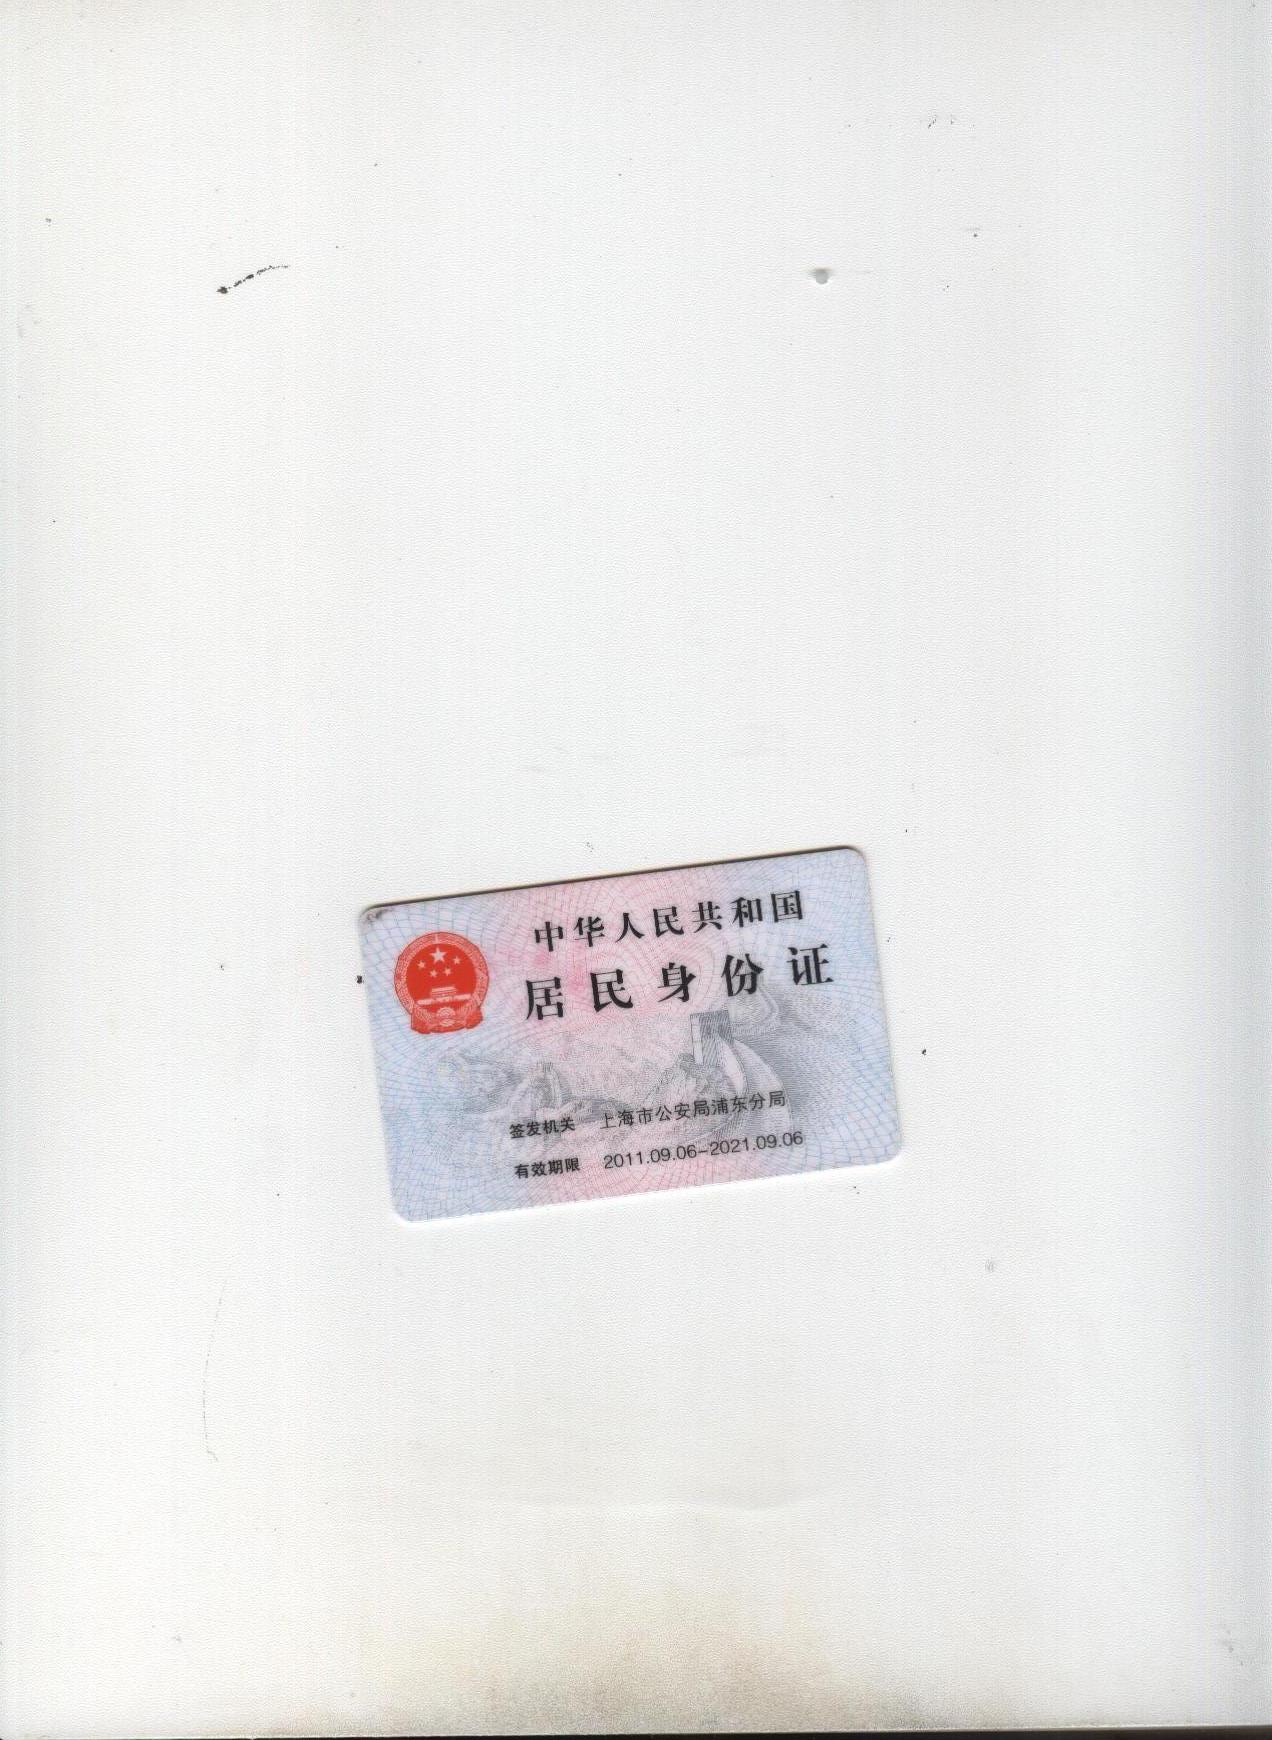 中华人民共和国
居民身份证
签发机关 上海市公安局浦东分局
有效期限 2011.09.06-2021.09.06